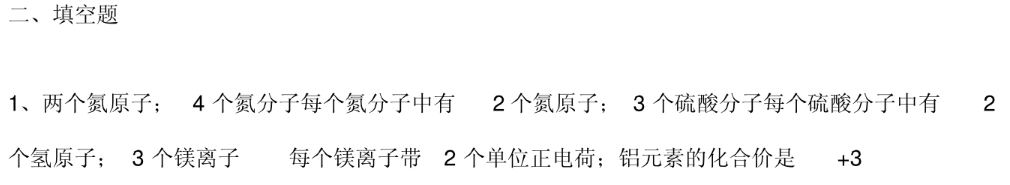 二、填空题
1、两个氮原子； 4 个氮分子每个氮分子中有 2 个氮原子； 3 个硫酸分子每个硫酸分子中有 2
个氢原子； 3 个镁离子 每个镁离子带 2 个单位正电荷；铝元素的化合价是 +3